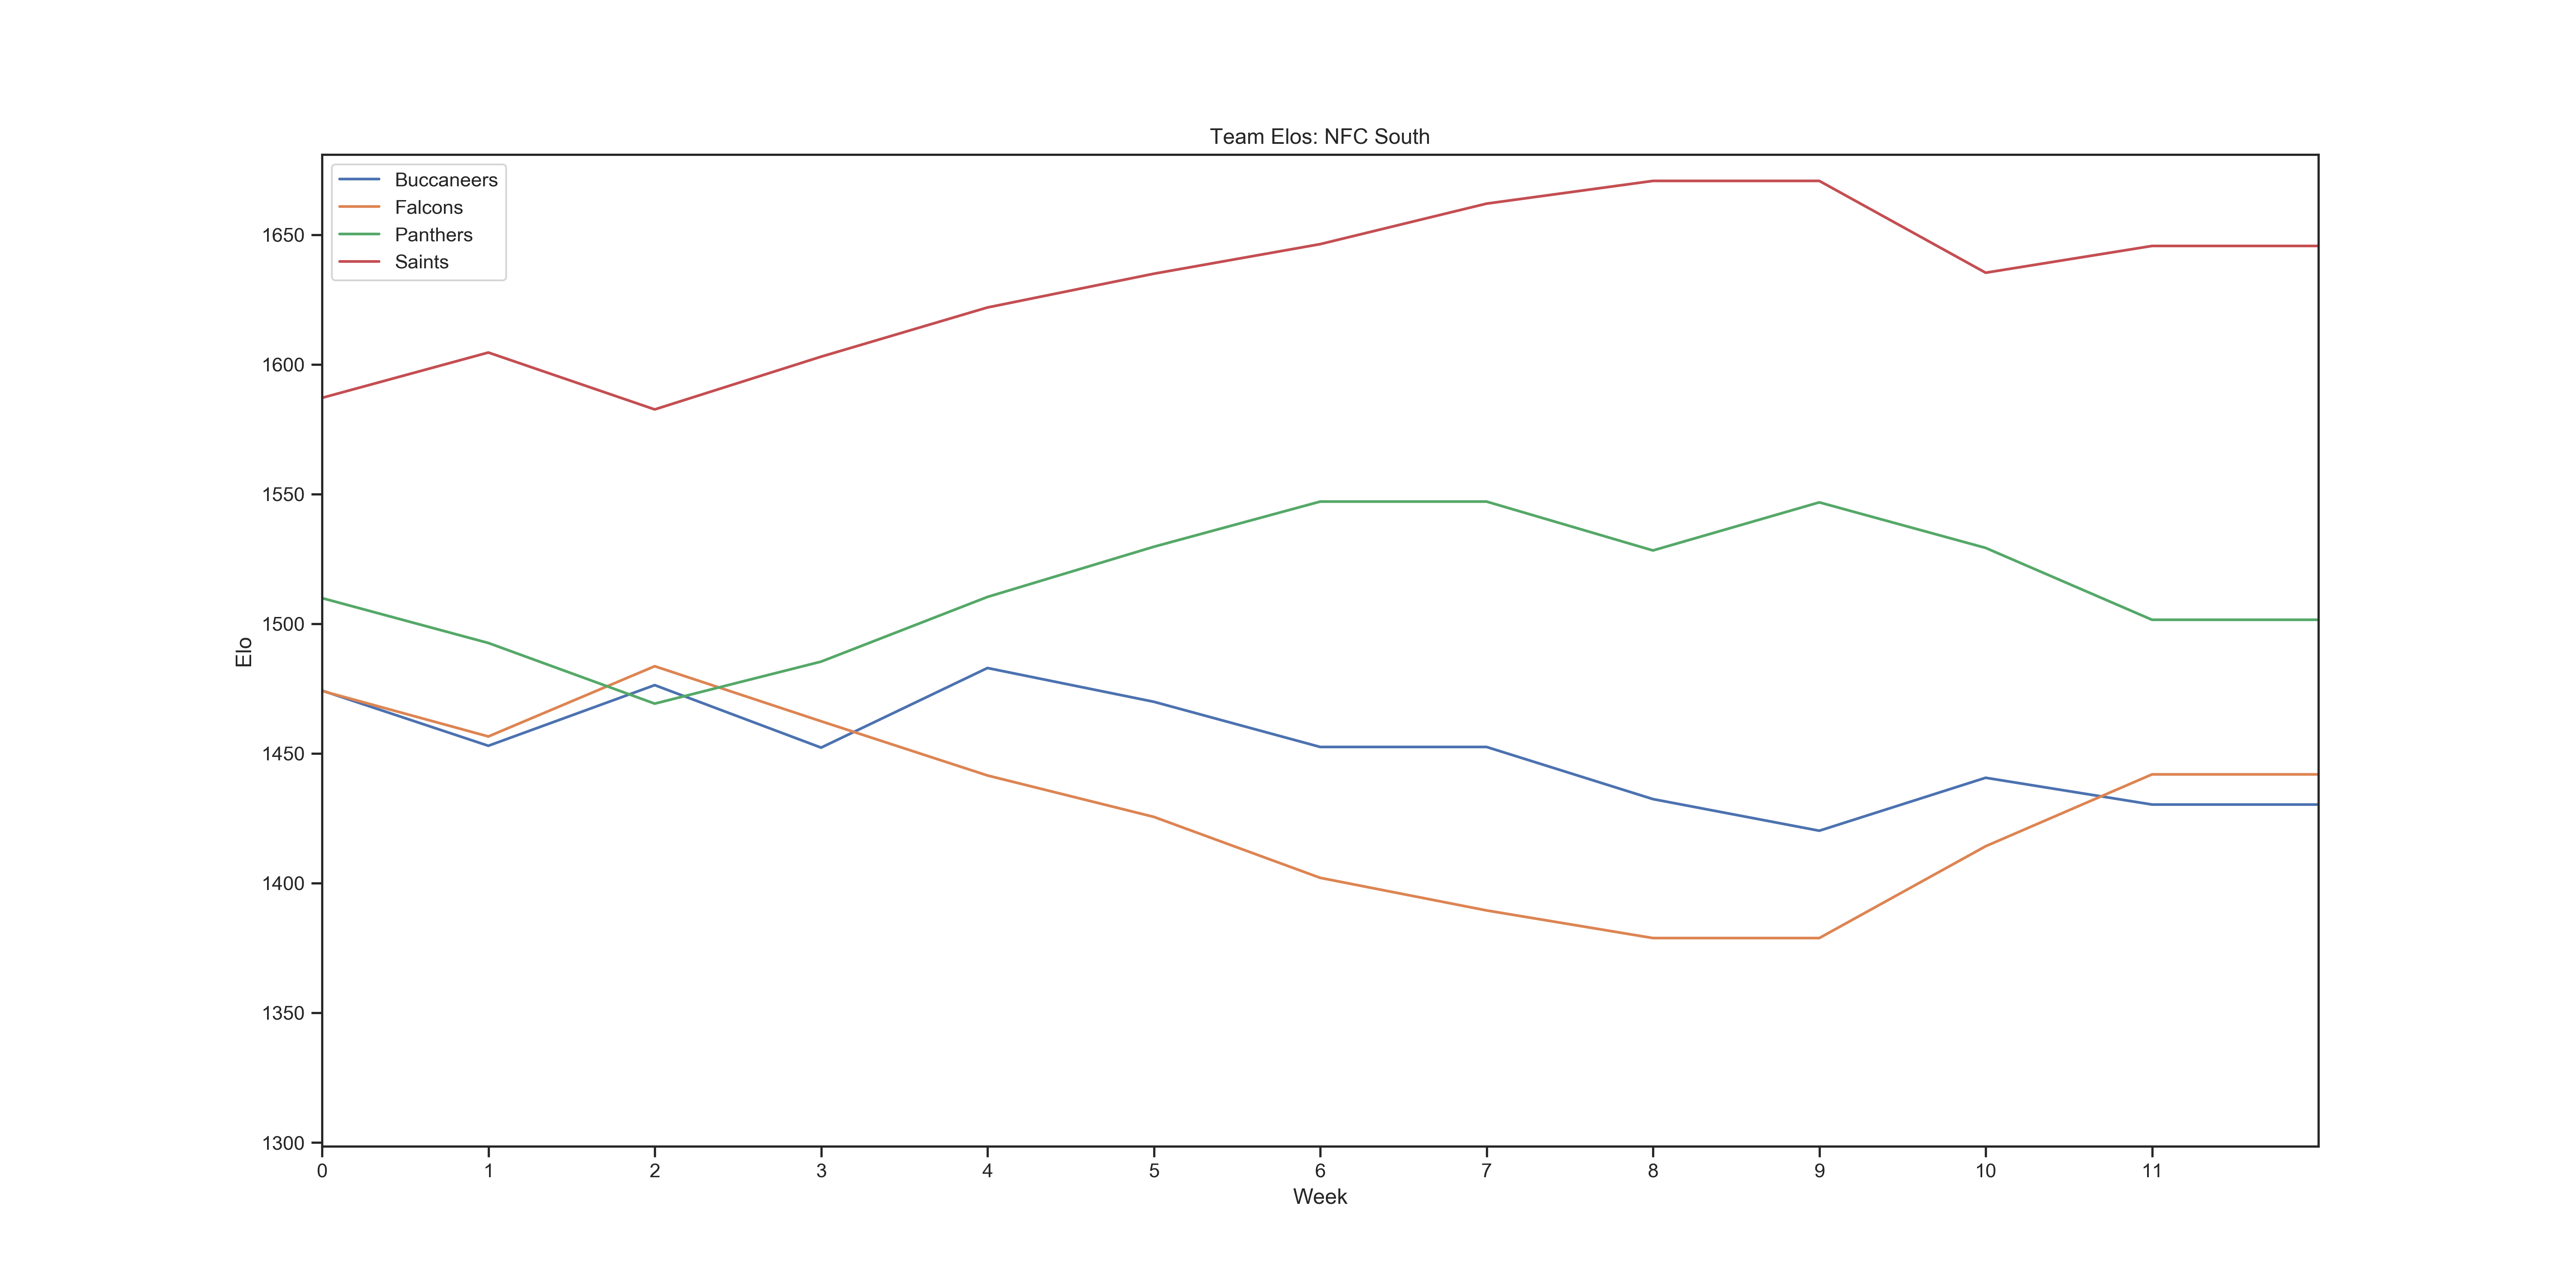 Team Elos: NFC South
Buccaneers
Falcons
Panthers
Saints
1650
1600
1550
1500
1450
1400
1350
1300
Elo
0 1 2 3 4 5 6 7 8 9 10 11
Week